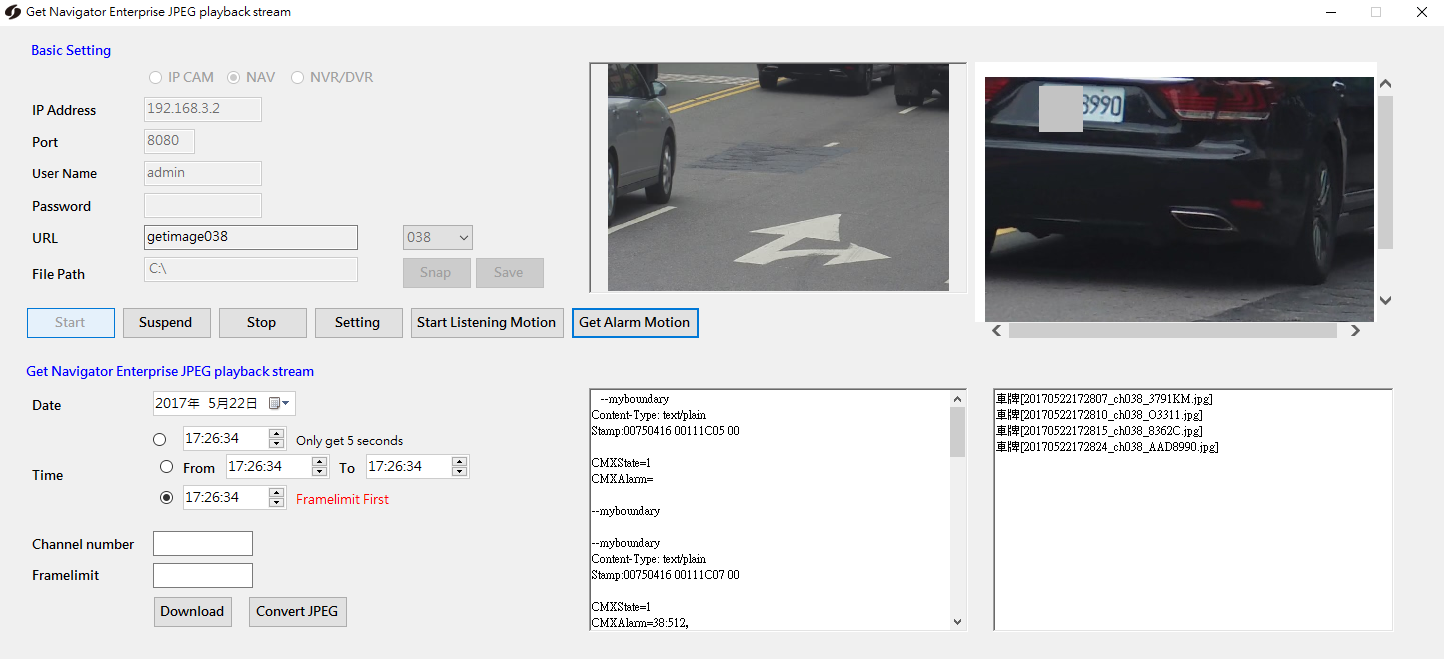 Get Navigator Enterprise JPEG playback stream
Basic Setting
IP CAM NAV NVR/DVR
IP Address 192.168.3.2
Port 8080
User Name admin
Password
URL getimage038 038
File Path C:\ Snap Save
Start Suspend Stop Setting Start Listening Motion Get Alarm Motion
8990
Get Navigator Enterprise JPEG playback stream
Date 2017年 5月22日
17:26:34 Only get 5 seconds
Time From 17:26:34 To 17:26:34
17:26:34 Framelimit First
Channel number
Framelimit
Download Convert JPEG
--myboundary
Content-Type: text/plain
Stamp:00750416 00111C05 00
CMXState=1
CMXAlarm=
--myboundary
--myboundary
Content-Type: text/plain
Stamp:00750416 00111C07 00
CMXState=1
CMXAlarm=38:512,
車牌[20170522172807_ch038_3791KM.jpg]
車牌[20170522172810_ch038_O3311.jpg]
車牌[20170522172815_ch038_8362C.jpg]
車牌[20170522172824_ch038_AAD8990.jpg]